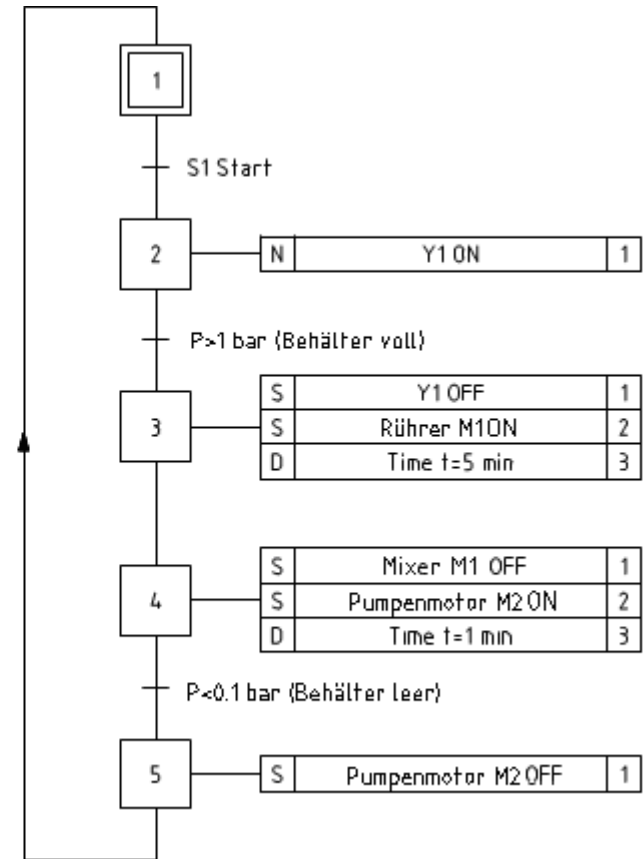 1
S1 Start
2 N Y1 ON 1
P>1 bar (Behälter voll)
S Y1 OFF 1
3 S Rührer M1 ON 2
D Time t=5 min 3
S Mixer M1 OFF 1
4 S Pumpenmotor M2 ON 2
D Time t=1 min 3
P<0.1 bar (Behälter leer)
5 S Pumpenmotor M2 OFF 1